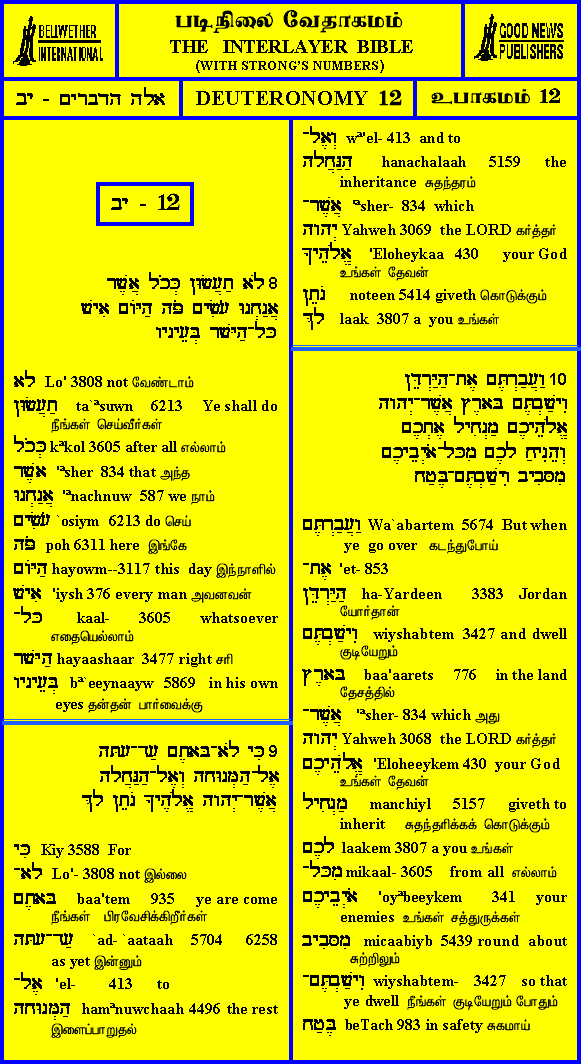 BELLWETHER
INTERNATIONAL
படிநிலை வேதாகமம்
THE INTERLAYER BIBLE
(WITH STRONG'S NUMBERS)
GOOD NEWS
PUBLISHERS
אלה הדברים - יב
DEUTERONOMY 12
உபாகமம் 12
יב - 12
8 לֹא תַעֲשׂוּן כְּכֹל אֲשֶׁר
אֲנַחְנוּ עֹשִׂים פֹּה הַיּוֹם אִישׁ
כָּל־הַיָּשָׁר בְּעֵינָיו
לֹא Lo' 3808 not வேண்டாம்
תַעֲשׂוּן ta`ªsuwn 6213 Ye shall do
நீங்கள் செய்வீர்கள்
כְּכֹל kªkol 3605 after all எல்லாம்
אֲשֶׁר 'ªsher 834 that அந்த
אֲנַחְנוּ 'ªnachnuw 587 we நாம்
עֹשִׂים `osiym 6213 do செய்
פֹּה poh 6311 here இங்கே
הַיּוֹם hayowm--3117 this day இந்நாளில்
אִישׁ 'iysh 376 every man அவனவன்
כָּל־ kaal- 3605 whatsoever
எதையெல்லாம்
הַיָּשָׁר hayaashaar 3477 right சரி
בְּעֵינָיו bª`eeynaayw 5869 in his own
eyes தன்தன் பார்வைக்கு
9 כִּי לֹא־בָּאתֶם עַד־עָתָּה
אֶל־הַמְּנוּחָה וְאֶל־הַנַּחֲלָה
אֲשֶׁר־יְהוָה אֱלֹהֶיךָ נֹתֵן לָךְ
כִּי Kiy 3588 For
לֹא־ Lo'- 3808 not இல்லை
בָּאתֶם baa'tem 935 ye are come
நீங்கள் பிரவேசிக்கிறீர்கள்
עַד־עָתָּה `ad-`aataah 5704 6258
as yet இன்னும்
אֶל־ 'el- 413 to
הַמְּנוּחָה hamªnuwchaah 4496 the rest
இளைப்பாறுதல்
וְאֶל־ wª'el- 413 and to
הַנַּחֲלָה hanachalaah 5159 the
inheritance சுதந்தரம்
אֲשֶׁר־ 'ªsher- 834 which
יְהוָה Yahweh 3069 the LORD கர்த்தர்
אֱלֹהֶיךָ 'Eloheykaa 430 your God
உங்கள் தேவன்
נֹתֵן noteen 5414 giveth கொடுக்கும்
לָךְ laak 3807 a you உங்கள்
10 וַעֲבַרְתֶּם אֶת־הַיַּרְדֵּן
וִישַׁבְתֶּם בָּאָרֶץ אֲשֶׁר־יְהוָה
אֱלֹהֵיכֶם מַנְחִיל אֶתְכֶם
וְהֵנִיחַ לָכֶם מִכָּל־אֹיְבֵיכֶם
מִסָּבִיב וִישַׁבְתֶּם־בֶּטַח
וַעֲבַרְתֶּם Wa`abartem 5674 But when
ye go over கடந்துபோய்
אֶת־ 'et- 853
הַיַּרְדֵּן ha-Yardeen 3383 Jordan
யோர்தான்
וִישַׁבְתֶּם wiyshabtem 3427 and dwell
குடியேறும்
בָּאָרֶץ baa'aarets 776 in the land
தேசத்தில்
אֲשֶׁר־ 'ªsher- 834 which அது
יְהוָה Yahweh 3068 the LORD கர்த்தர்
אֱלֹהֵיכֶם 'Eloheeykem 430 your God
உங்கள் தேவன்
מַנְחִיל manchiyl 5157 giveth to
inherit சுதந்தரிக்கக் கொடுக்கும்
לָכֶם laakem 3807 a you உங்கள்
מִכָּל־ mikaal- 3605 from all எல்லாம்
אֹיְבֵיכֶם 'oyªbeeykem 341 your
enemies உங்கள் சத்துருக்கள்
מִסָּבִיב micaabiyb 5439 round about
சுற்றிலும்
וִישַׁבְתֶּם־ wiyshabtem- 3427 so that
ye dwell நீங்கள் குடியேறும் போதும்
בֶּטַח beTach 983 in safety சுகமாய்